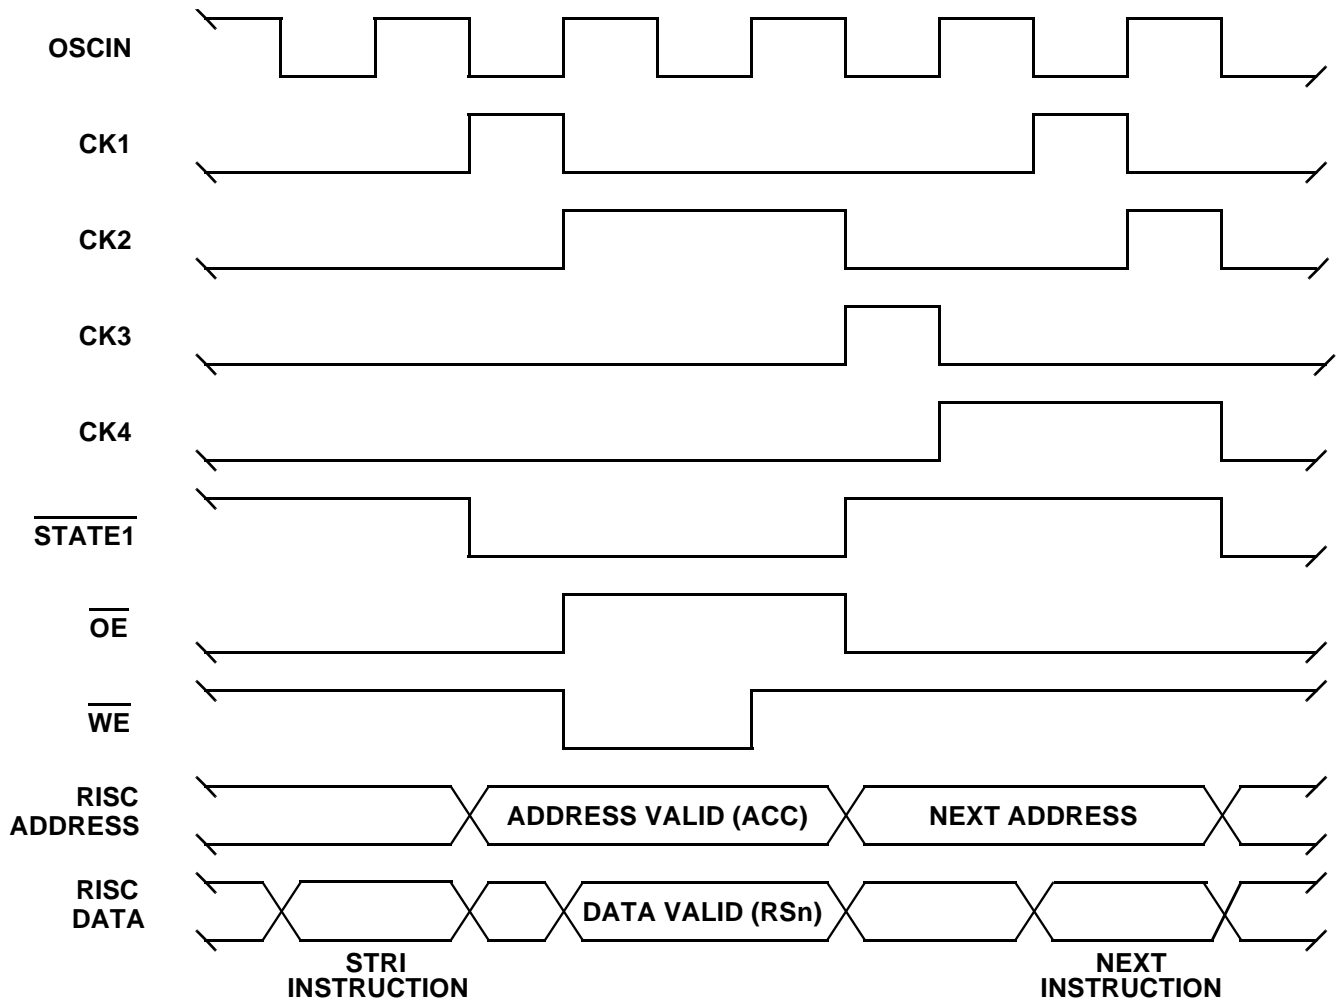 OSCIN
CK1
CK2
CK3
CK4
STATE1
OE
WE
RISC
ADDRESS
ADDRESS VALID (ACC)
NEXT ADDRESS
RISC
DATA
DATA VALID (RSn)
STRI
INSTRUCTION
NEXT
INSTRUCTION